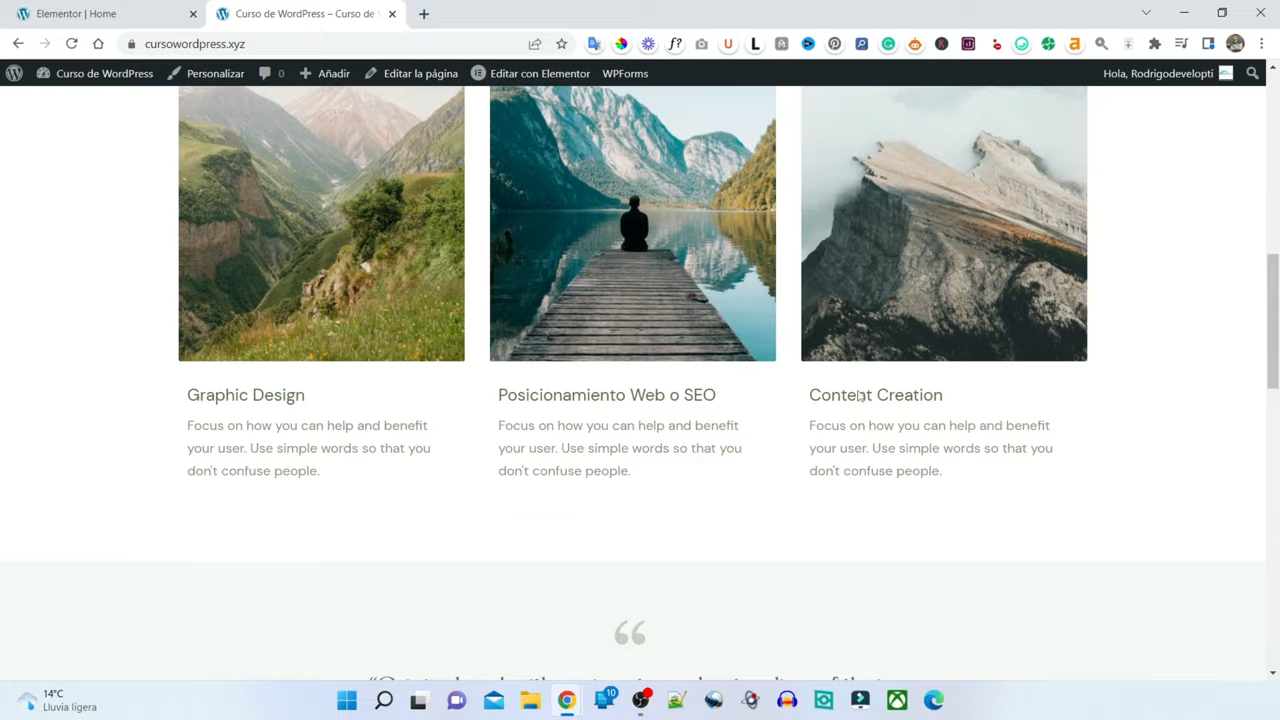 Elementor | Home
Curso de WordPress – Curso de
cursowordpress.xyz
Curso de WordPress
Personalizar
0
Añadir
Editar la página
Editar con Elementor
WPForms
Hola, Rodrigodevelopti
Graphic Design
Focus on how you can help and benefit
your user. Use simple words so that you
don't confuse people.
Posicionamiento Web o SEO
Focus on how you can help and benefit
your user. Use simple words so that you
don't confuse people.
Content Creation
Focus on how you can help and benefit
your user. Use simple words so that you
don't confuse people.
14°C
Lluvia ligera
10